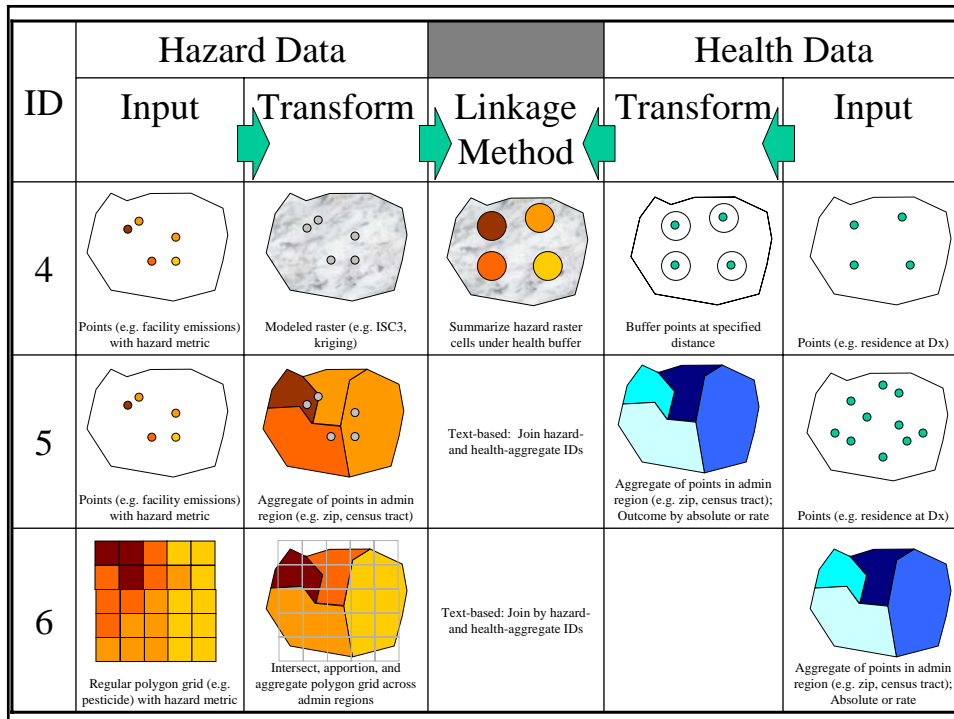 Hazard Data
Health Data
ID
Input
Transform
Linkage
Method
Transform
Input
4
Points (e.g. facility emissions)
with hazard metric
Modeled raster (e.g. ISC3,
kriging)
Summarize hazard raster
cells under health buffer
Buffer points at specified
distance
Points (e.g. residence at Dx)
5
Points (e.g. facility emissions)
with hazard metric
Aggregate of points in admin
region (e.g. zip, census tract)
Text-based:  Join hazard-
and health-aggregate IDs
Aggregate of points in admin
region (e.g. zip, census tract);
Outcome by absolute or rate
Points (e.g. residence at Dx)
6
Regular polygon grid (e.g.
pesticide) with hazard metric
Intersect, apportion, and
aggregate polygon grid across
admin regions
Text-based: Join by hazard-
and health-aggregate IDs
Aggregate of points in admin
region (e.g. zip, census tract);
Absolute or rate